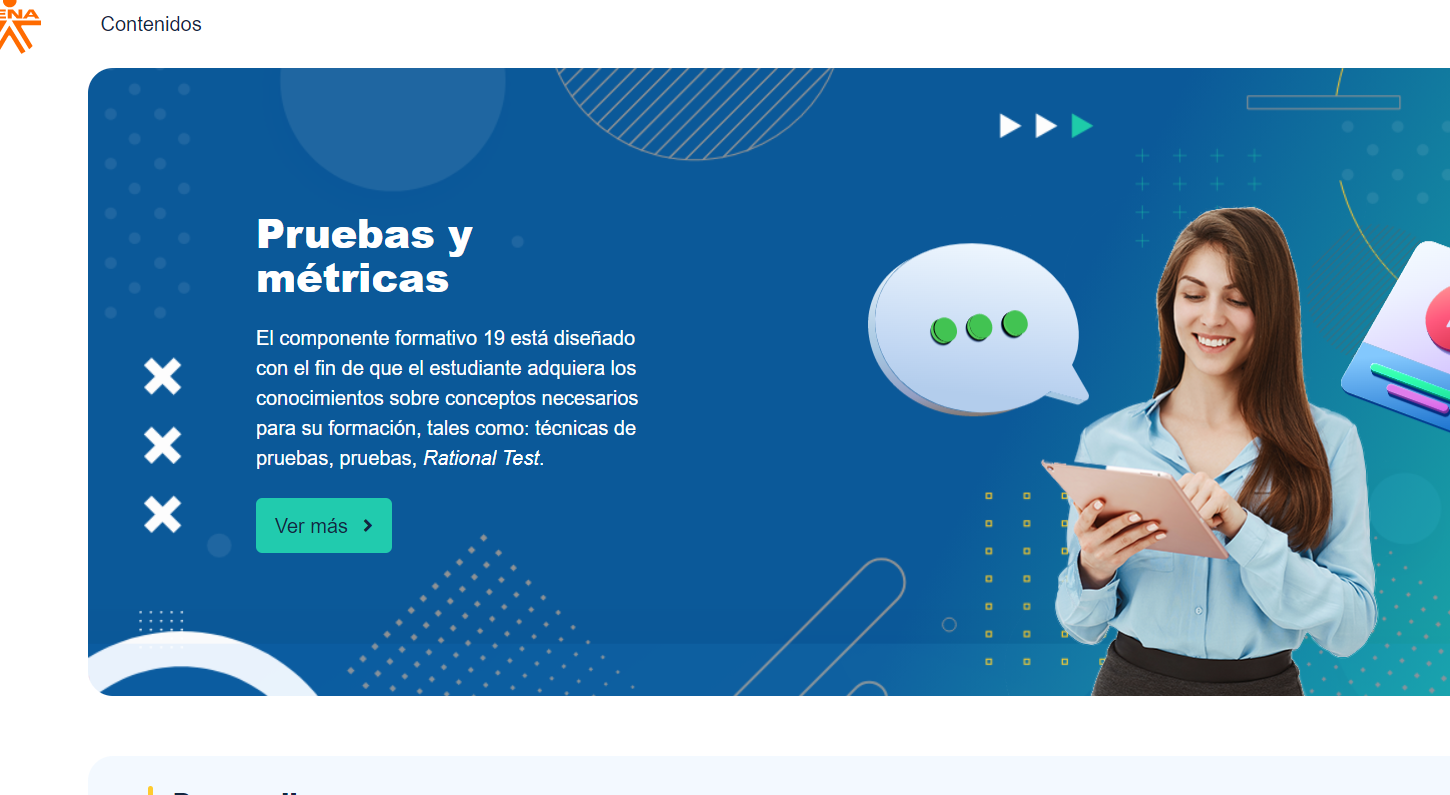 ENA
Contenidos
Pruebas y
métricas
El componente formativo 19 está diseñado
con el fin de que el estudiante adquiera los
conocimientos sobre conceptos necesarios
para su formación, tales como: técnicas de
pruebas, pruebas, Rational Test.
Ver más